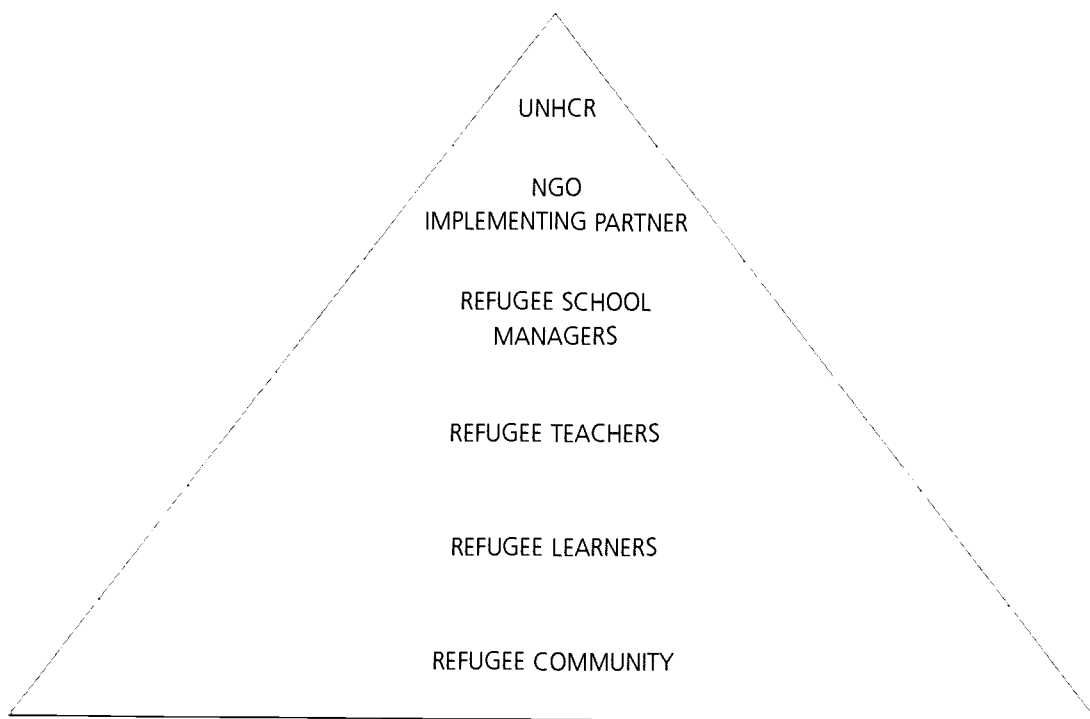 UNHCR
NGO
IMPLEMENTING PARTNER
REFUGEE SCHOOL
MANAGERS
REFUGEE TEACHERS
REFUGEE LEARNERS
REFUGEE COMMUNITY